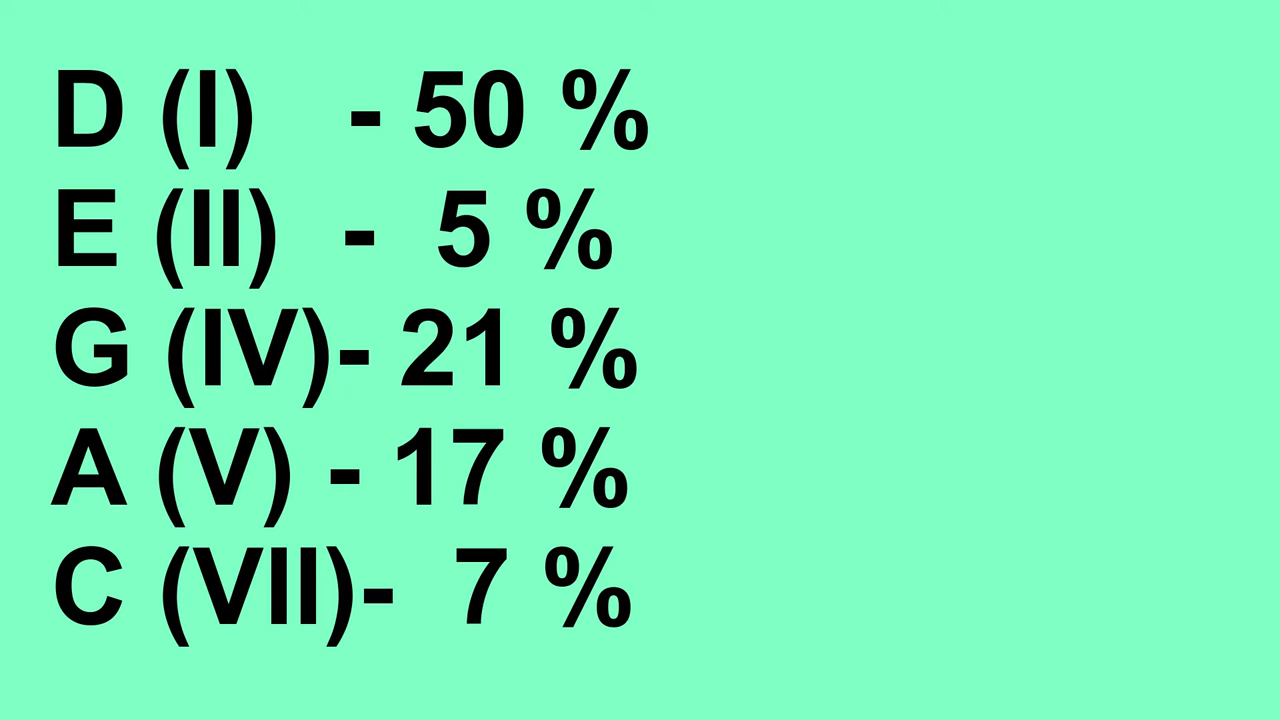 D (I) - 50 %
E (II) - 5 %
G (IV)- 21 %
A (V) - 17 %
C (VII)- 7 %